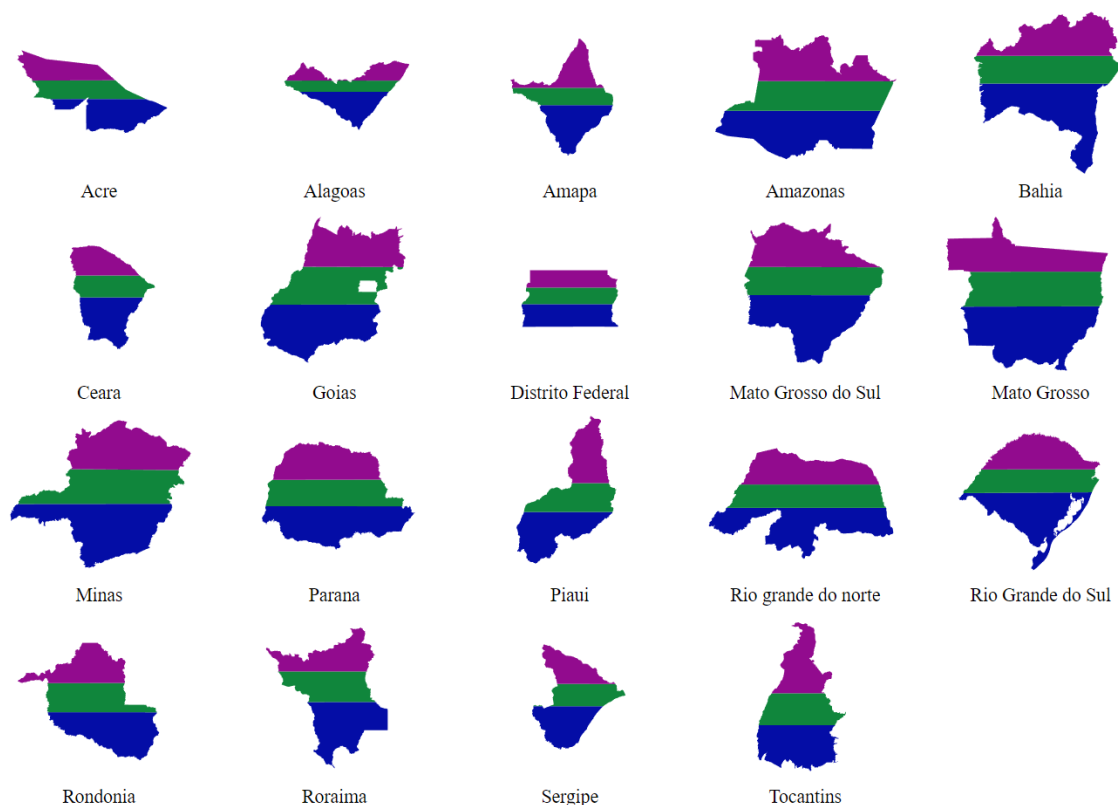 Acre
Alagoas
Amapa
Amazonas
Bahia
Ceara
Goias
Distrito Federal
Mato Grosso do Sul
Mato Grosso
Minas
Parana
Piaui
Rio grande do norte
Rio Grande do Sul
Rondonia
Roraima
Sergipe
Tocantins